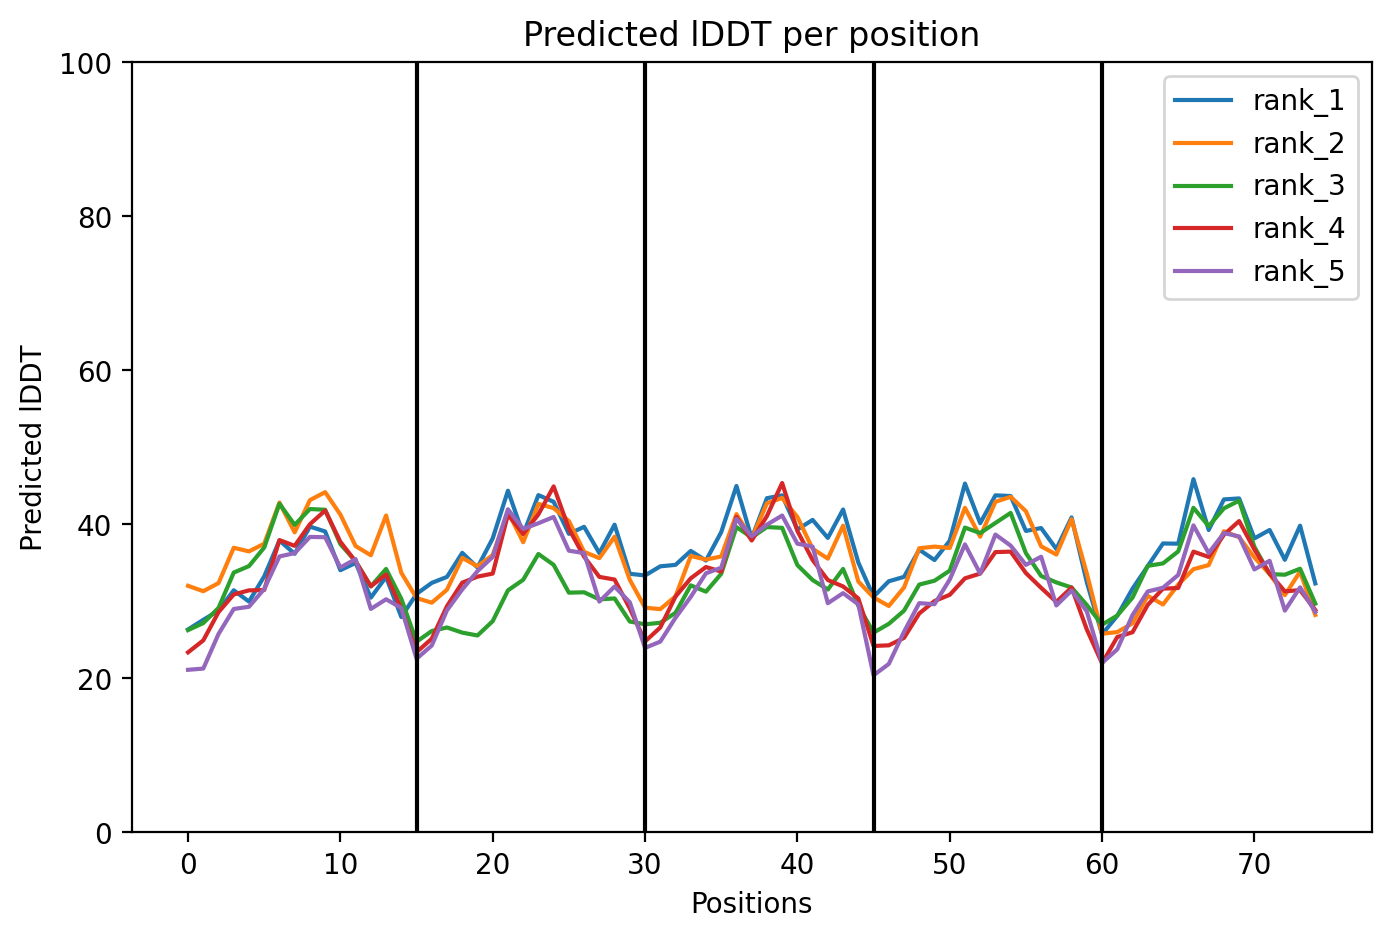 Predicted lDDT per position
Predicted lDDT
100
80
60
40
20
0
0 10 20 30 40 50 60 70
Positions
rank_1
rank_2
rank_3
rank_4
rank_5